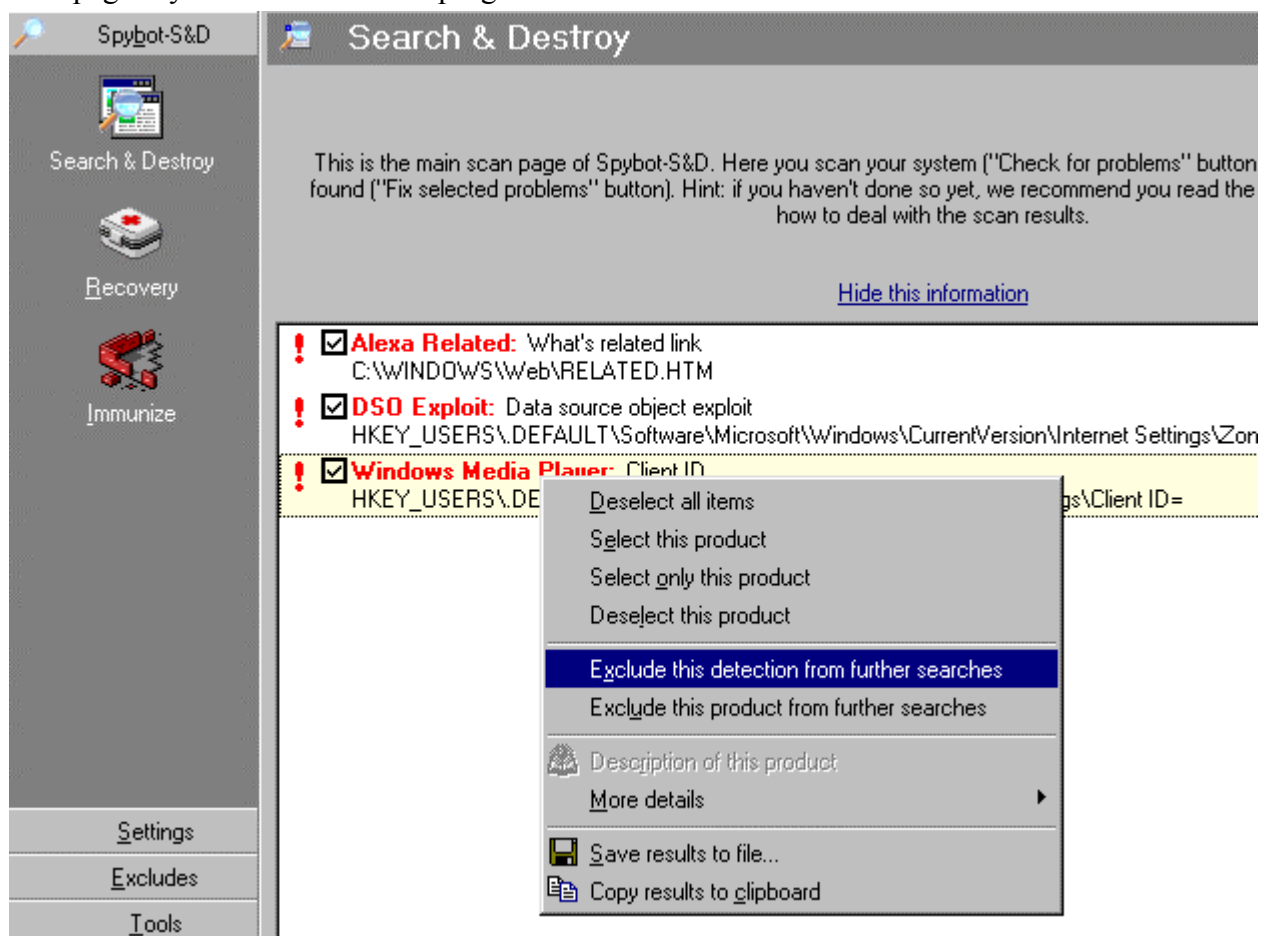 Spybot-S&D
Search & Destroy
Recovery
Immunize
Settings
Excludes
Tools
Search & Destroy
This is the main scan page of Spybot-S&D. Here you scan your system ("Check for problems" button
found ("Fix selected problems" button). Hint: if you haven't done so yet, we recommend you read the
how to deal with the scan results.
Hide this information
Alexa Related: What's related link
C:\WINDOWS\Web\RELATED.HTM
DSO Exploit: Data source object exploit
HKEY_USERS\.DEFAULT\Software\Microsoft\Windows\CurrentVersion\Internet Settings\Zon
Windows Media Player: Client ID
HKEY_USERS\.DE gs\Client ID=
Deselect all items
Select this product
Select only this product
Deselect this product
Exclude this detection from further searches
Exclude this product from further searches
Description of this product
More details
Save results to file...
Copy results to clipboard